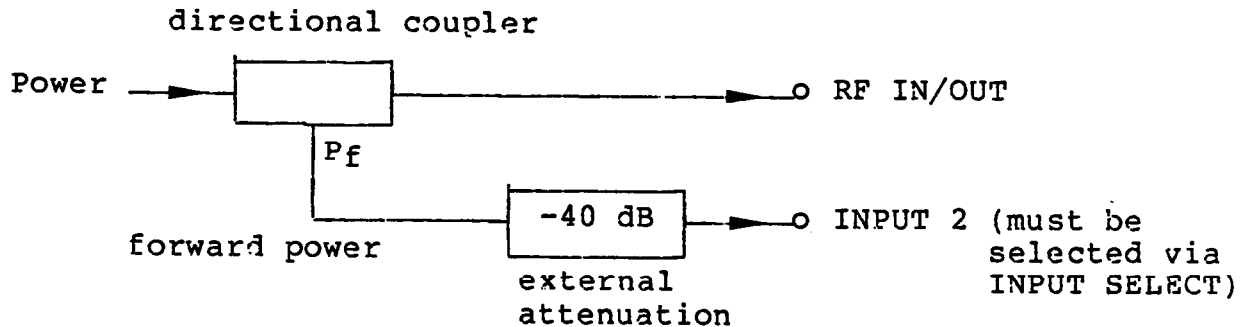 directional coupler
Power
RF IN/OUT
Pf
-40 dB
INPUT 2 (must be
selected via
INPUT SELECT)
forward power
external
attenuation